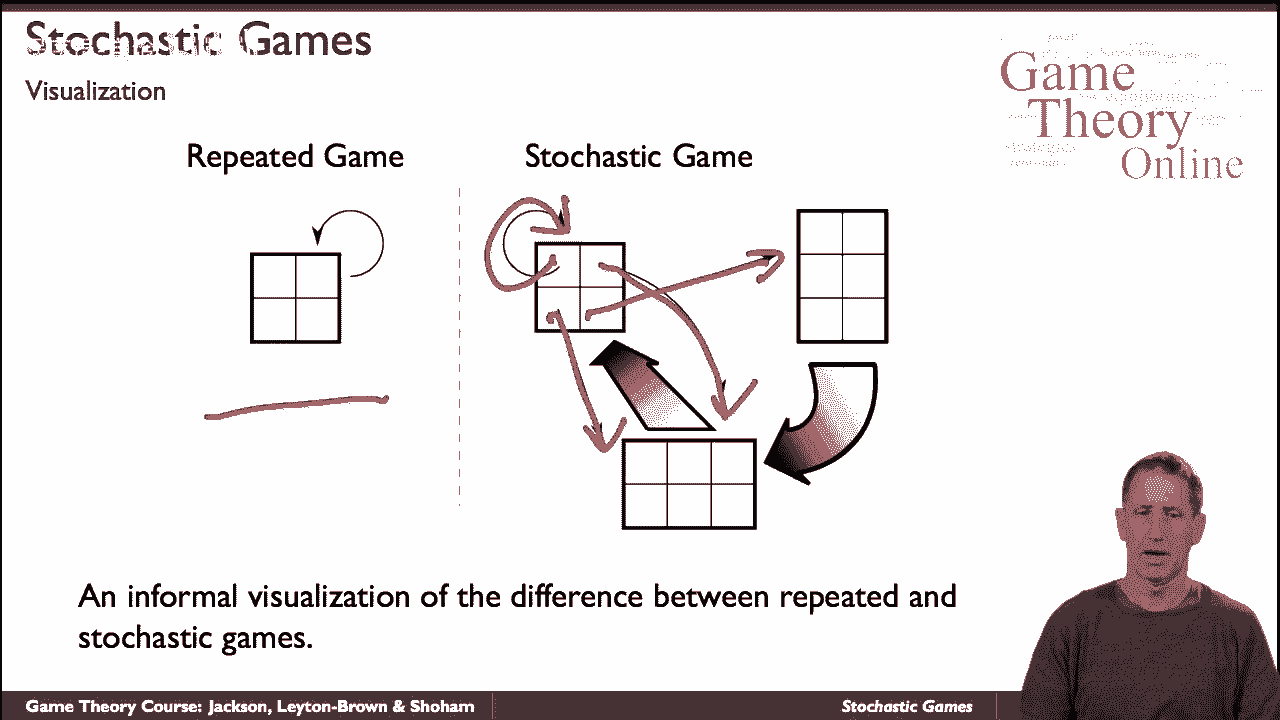 Stochastic Games
Visualization
Game
Theory
Online
Repeated Game
Stochastic Game
An informal visualization of the difference between repeated and
stochastic games.
Game Theory Course: Jackson, Leyton-Brown & Shoham
Stochastic Games